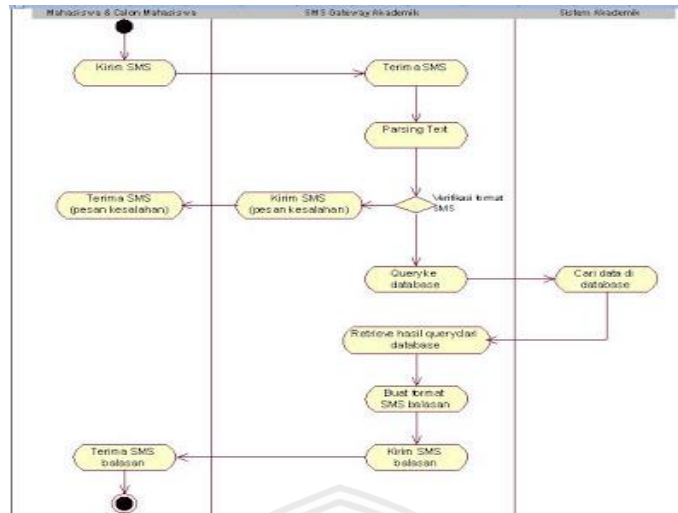 Mahasiswa & Calon Mahasiswa
SMS Gateway Akademik
Sistem Akademik
Kirim SMS
Terima SMS
Parsing Text
Verifikasi format
SMS
Kirim SMS
(pesan kesalahan)
Terima SMS
(pesan kesalahan)
Query ke
database
Cari data di
database
Retrieve hasil query dari
database
Buat format
SMS balasan
Kirim SMS
balasan
Terima SMS
balasan